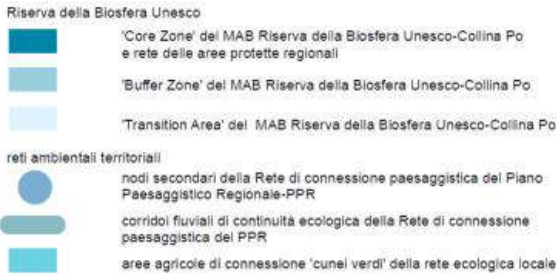 Riserva della Biosfera Unesco
'Core Zone' del MAB Riserva della Biosfera Unesco-Collina Po
e rete delle aree protette regionali
'Buffer Zone' del MAB Riserva della Biosfera Unesco-Collina Po
'Transition Area' del MAB Riserva della Biosfera Unesco-Collina Po
reti ambientali territoriali
nodi secondari della Rete di connessione paesaggistica del Piano
Paesaggistico Regionale-PPR
corridoi fluviali di continuità ecologica della Rete di connessione
paesaggistica del PPR
aree agricole di connessione 'cunei verdi' della rete ecologica locale